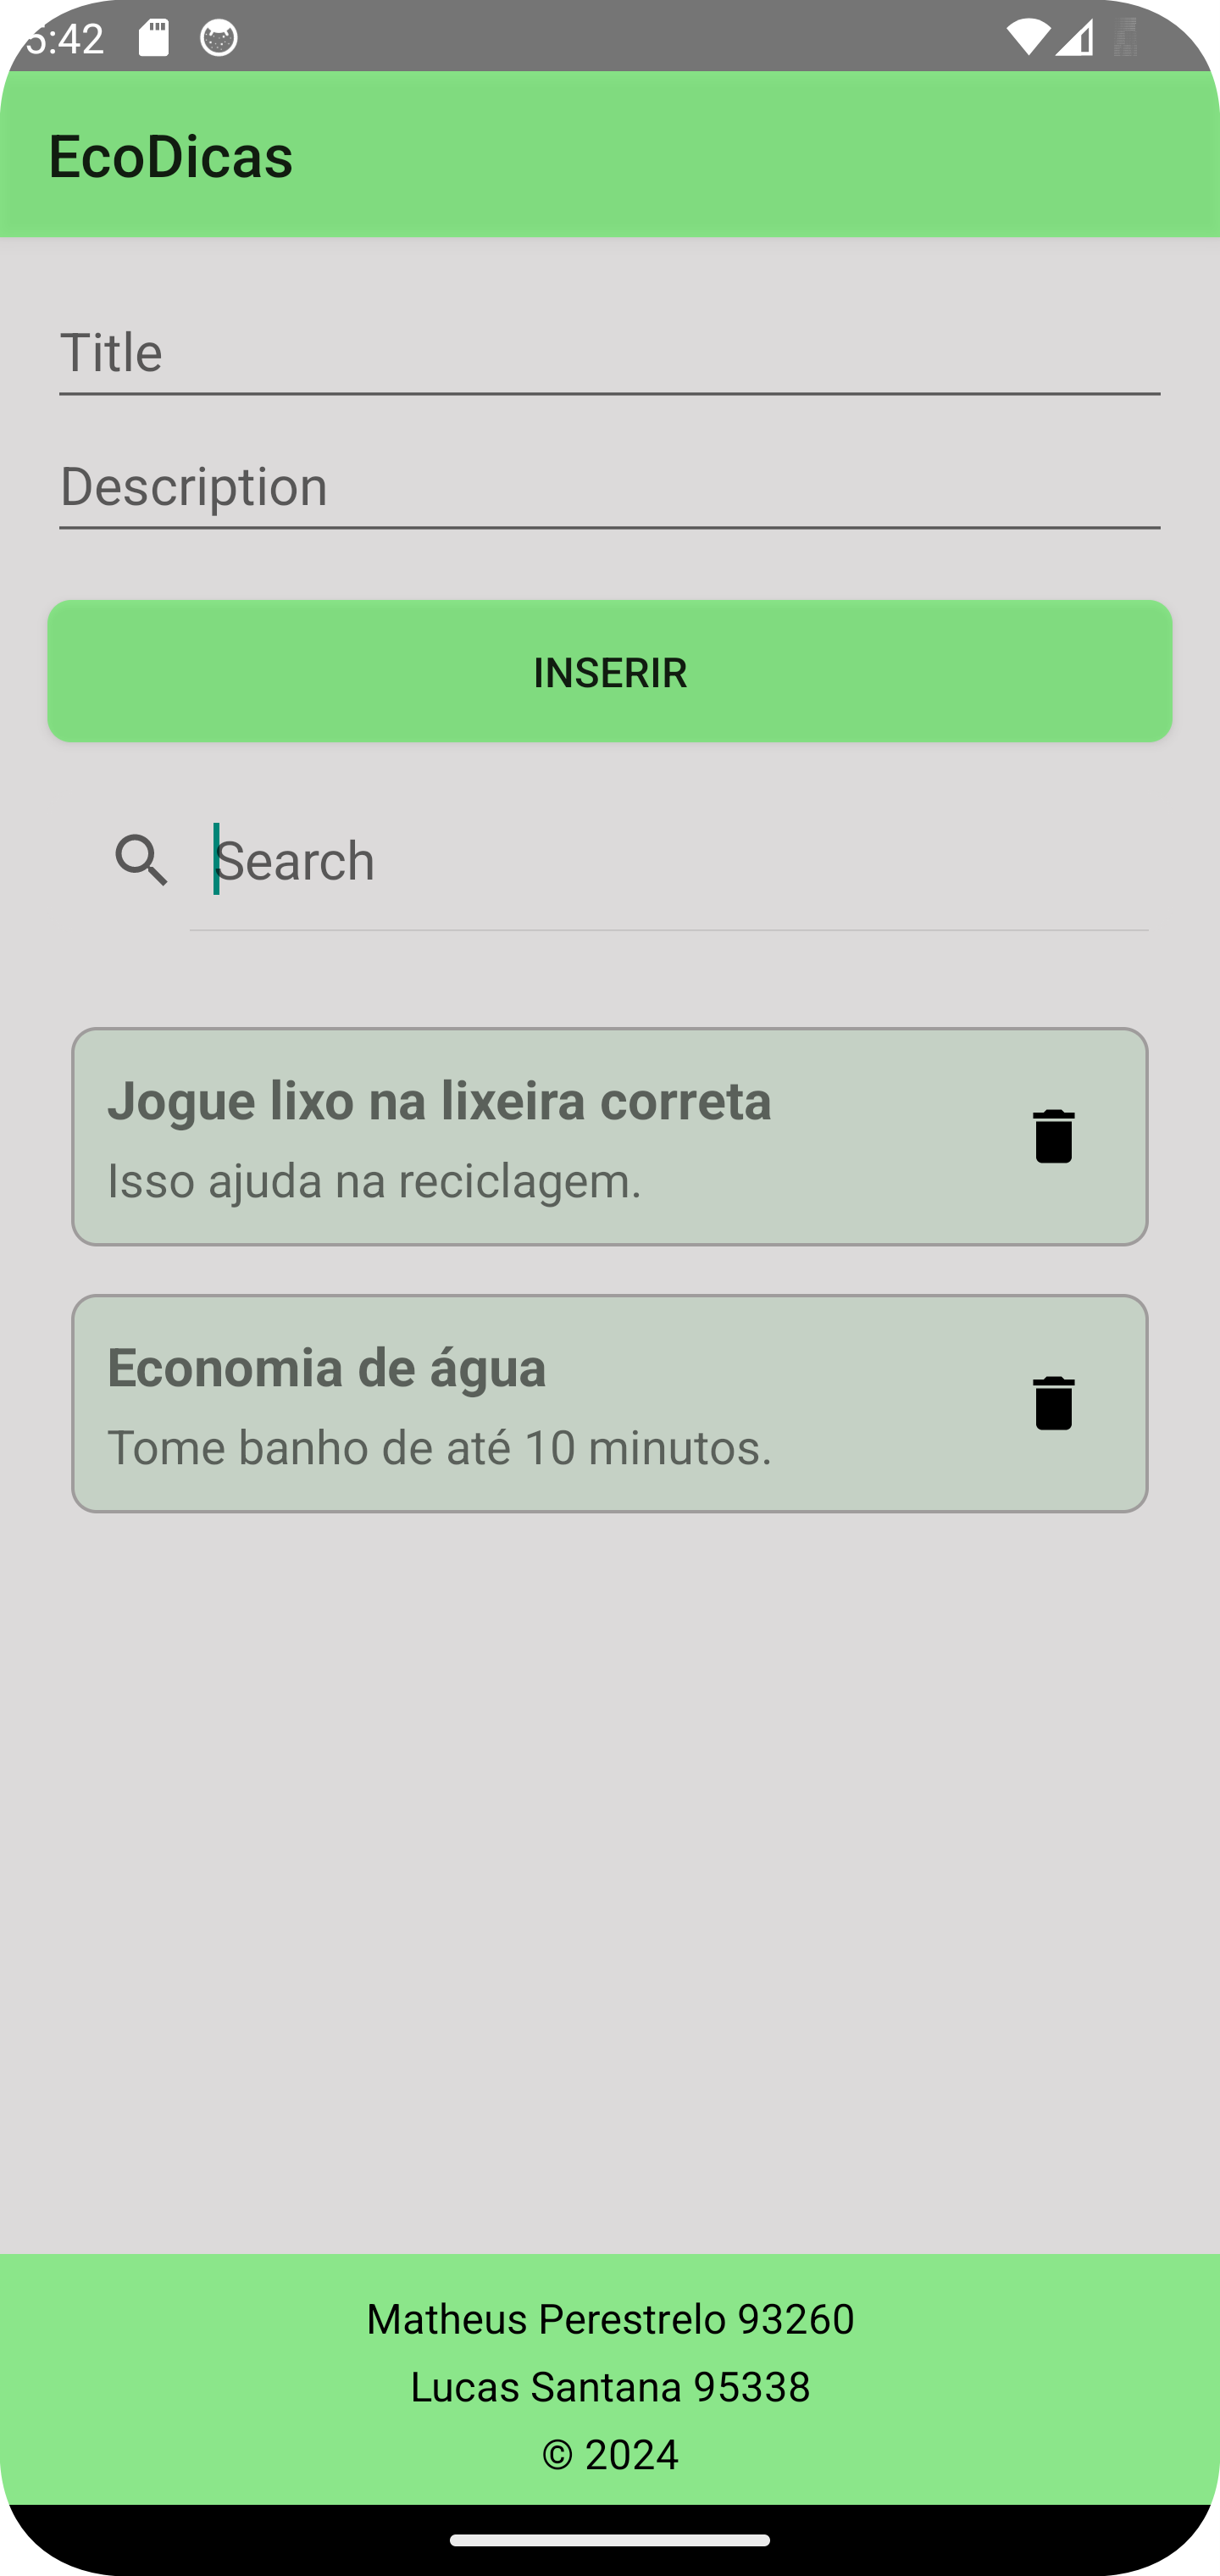 5:42
EcoDicas
Title
Description
INSERIR
Search
Jogue lixo na lixeira correta
Isso ajuda na reciclagem.
Economia de água
Tome banho de até 10 minutos.
Matheus Perestrelo 93260
Lucas Santana 95338
© 2024